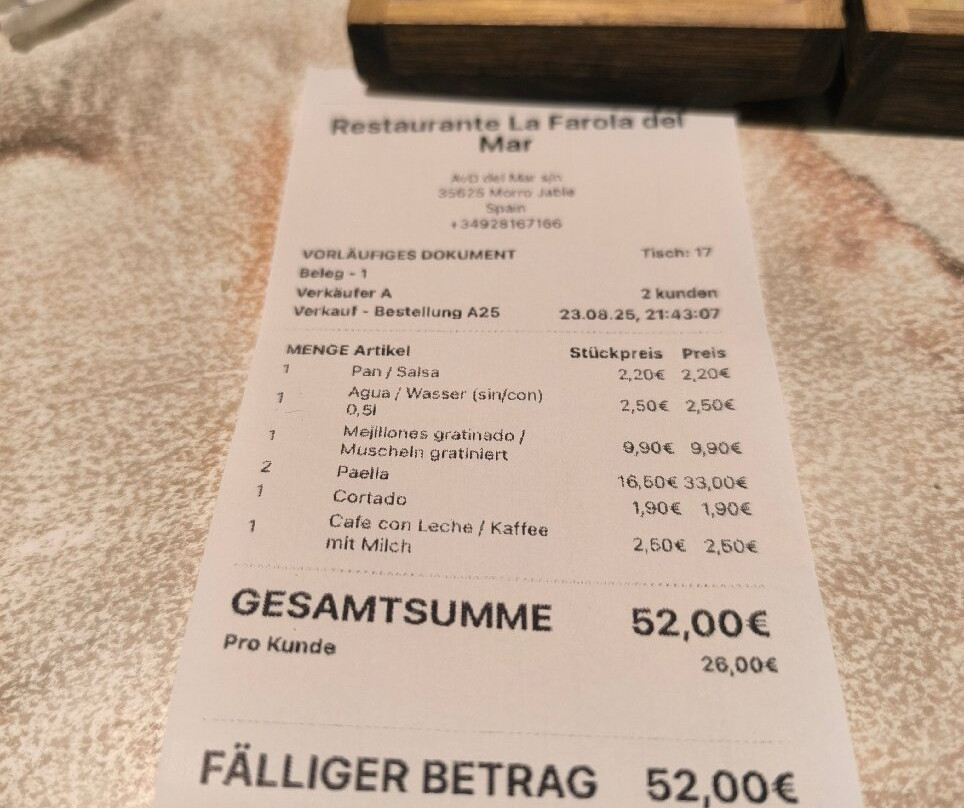 Restaurante La Farola del
Mar
AvD del Mar s/n
35625 Morro Jable
Spain
+34928167166
VORLÄUFIGES DOKUMENT Tisch: 17
Beleg - 1
Verkäufer A 2 kunden
Verkauf - Bestellung A25 23.08.25, 21:43:07
MENGE Artikel Stückpreis Preis
1 Pan / Salsa 2,20€ 2,20€
1 Agua / Wasser (sin/con)
0,5l 2,50€ 2,50€
1 Mejillones gratinado /
Muscheln gratiniert 9,90€ 9,90€
2 Paella 16,50€ 33,00€
1 Cortado 1,90€ 1,90€
1 Cafe con Leche / Kaffee
mit Milch 2,50€ 2,50€
GESAMTSUMME 52,00€
Pro Kunde 26,00€
FÄLLIGER BETRAG 52,00€